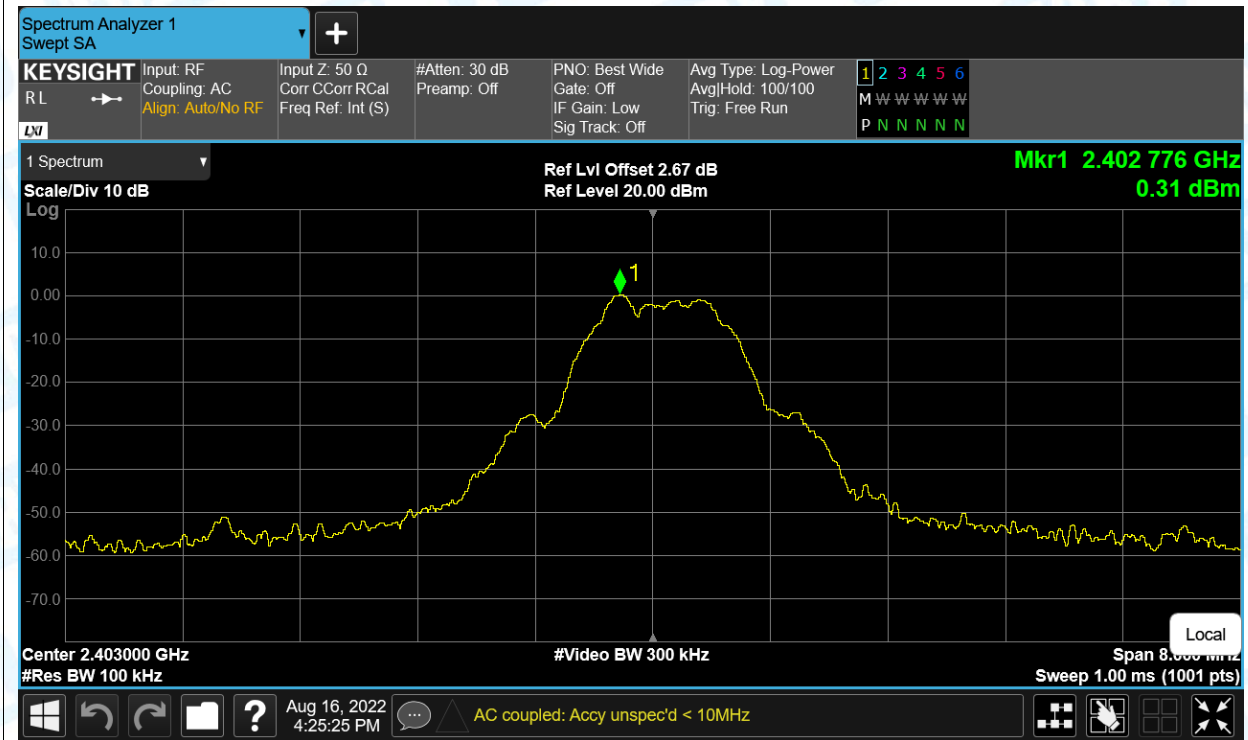 Spectrum Analyzer 1
Swept SA
KEYSIGHT
R L
LXI
Input: RF
Coupling: AC
Align: Auto/No RF
Input Z: 50 Ω
Corr CCorr RCal
Freq Ref: Int (S)
#Atten: 30 dB
Preamp: Off
PNO: Best Wide
Gate: Off
IF Gain: Low
Sig Track: Off
Avg Type: Log-Power
Avg|Hold: 100/100
Trig: Free Run
1 2 3 4 5 6
M W W W W W W
P N N N N N N
1 Spectrum
Scale/Div 10 dB
Log
Ref Lvl Offset 2.67 dB
Ref Level 20.00 dBm
Mkr1 2.402 776 GHz
0.31 dBm
1
10.0
0.00
-10.0
-20.0
-30.0
-40.0
-50.0
-60.0
-70.0
Local
Center 2.403000 GHz
#Video BW 300 kHz
Span 8.000 MHz
#Res BW 100 kHz
Sweep 1.00 ms (1001 pts)
?
Aug 16, 2022
4:25:25 PM
AC coupled: Accy unspec'd < 10MHz